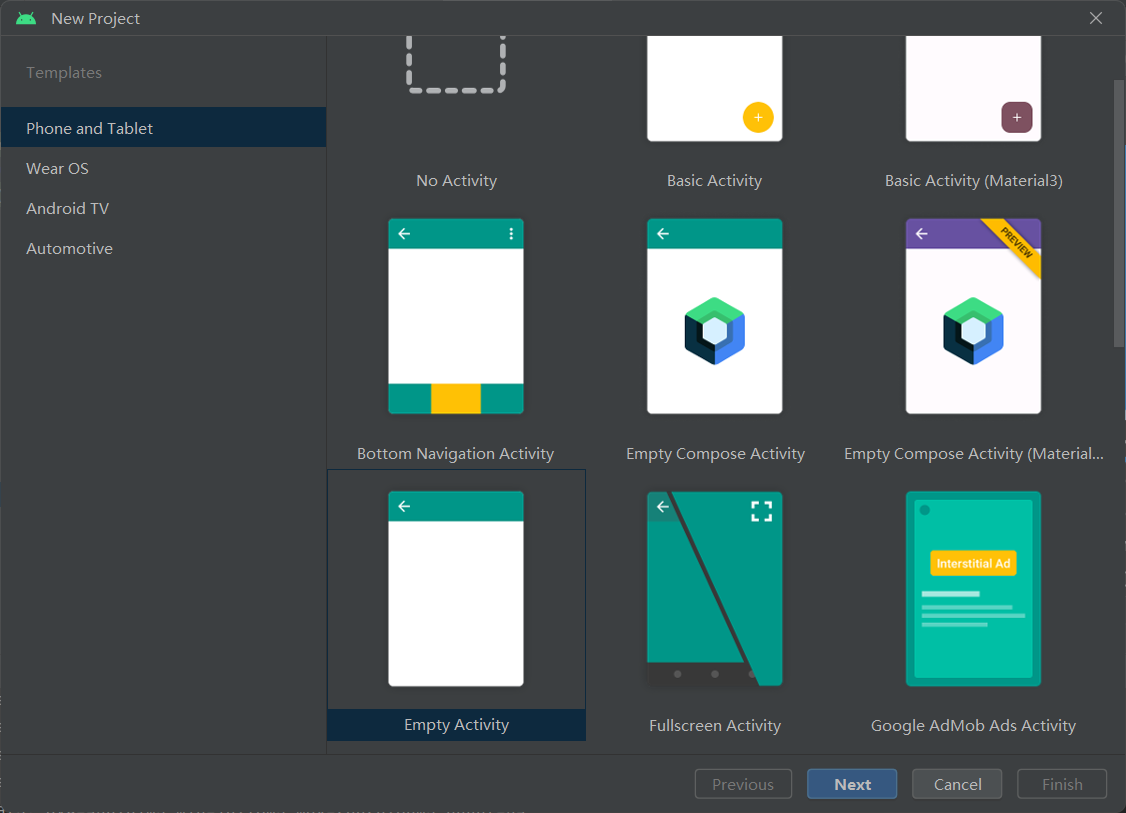 New Project
Templates
Phone and Tablet
Wear OS
Android TV
Automotive
No Activity
Basic Activity
Basic Activity (Material3)
PREVIEW
Bottom Navigation Activity
Empty Compose Activity
Empty Compose Activity (Material...
Interstitial Ad
Empty Activity
Fullscreen Activity
Google AdMob Ads Activity
Previous
Next
Cancel
Finish